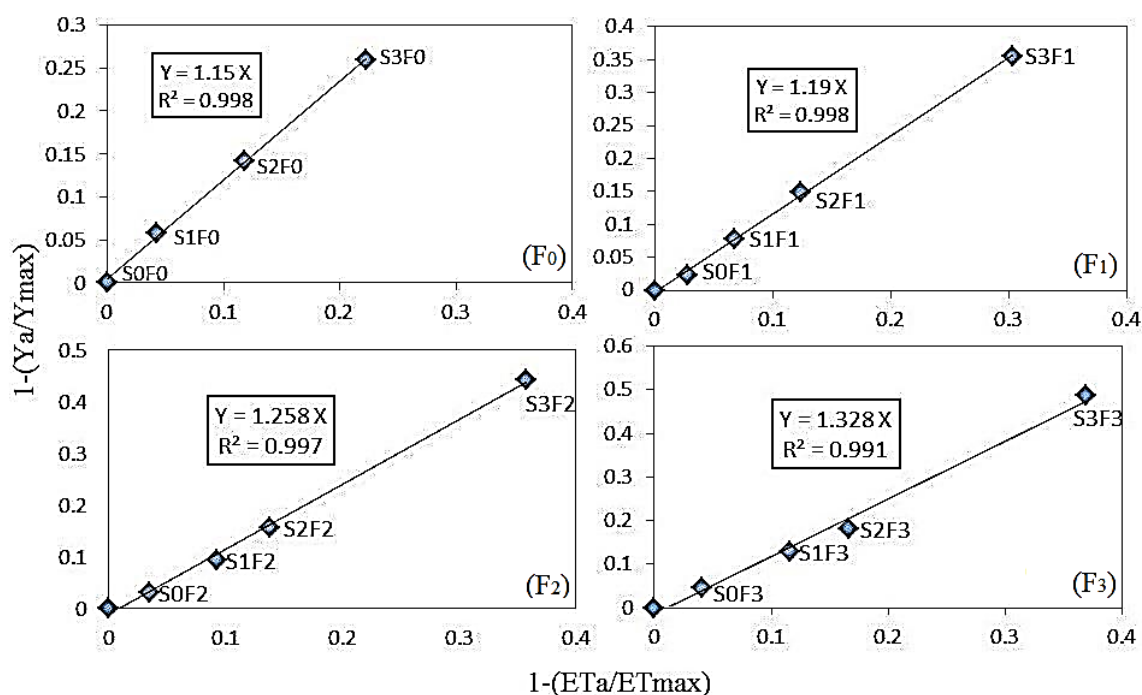 1-(Ya/Ymax)
0.3
0.25
0.2
0.15
0.1
0.05
0
Y = 1.15 X
R² = 0.998
S3F0
S2F0
S1F0
S0F0
(F0)
0 0.1 0.2 0.3 0.4
0.4
0.35
0.3
0.25
0.2
0.15
0.1
0.05
0
Y = 1.19 X
R² = 0.998
S3F1
S2F1
S1F1
S0F1
(F1)
0 0.1 0.2 0.3 0.4
0.5
0.4
0.3
0.2
0.1
0
Y = 1.258 X
R² = 0.997
S3F2
S2F2
S1F2
S0F2
(F2)
0 0.1 0.2 0.3 0.4
0.6
0.5
0.4
0.3
0.2
0.1
0
Y = 1.328 X
R² = 0.991
S3F3
S2F3
S1F3
S0F3
(F3)
0 0.1 0.2 0.3 0.4
1-(ETa/ETmax)